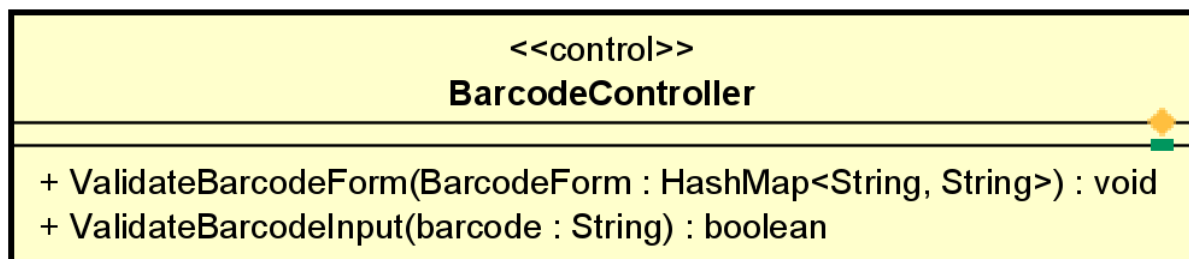 <<control>>
BarcodeController
+ ValidateBarcodeForm(BarcodeForm : HashMap<String, String>) : void
+ ValidateBarcodeInput(barcode : String) : boolean